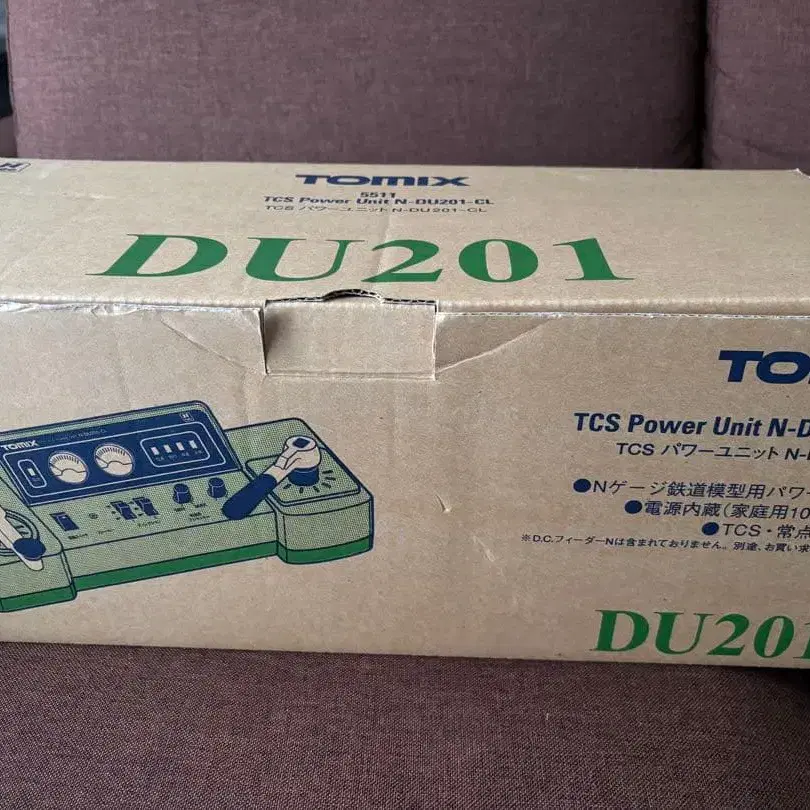 TOMIX
5511
TCS Power Unit N-DU201-CL
TCS パワーユニット N-DU201-CL
DU201
TO
TCS Power Unit N-D
TCS パワーユニット N-
●Nゲージ鉄道模型用パワ
●電源内蔵(家庭用10
●TCS・常点
※D.C.フィーダーNは含まれておりません。別途、お買い求
DU201
TOMIX